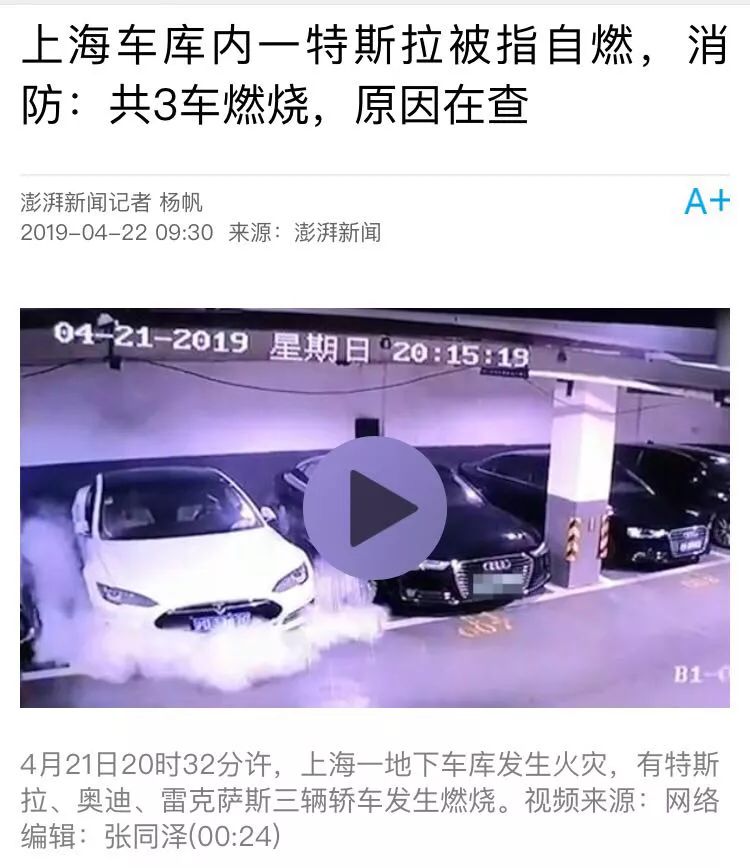 上海车库内一特斯拉被指自燃，消
防：共3车燃烧，原因在查
澎湃新闻记者 杨帆
A+
2019-04-22 09:30 来源：澎湃新闻
04-21-2019 星期日 20:15:19
B1-
4月21日20时32分许，上海一地下车库发生火灾，有特斯
拉、奥迪、雷克萨斯三辆轿车发生燃烧。视频来源：网络
编辑：张同泽(00:24)